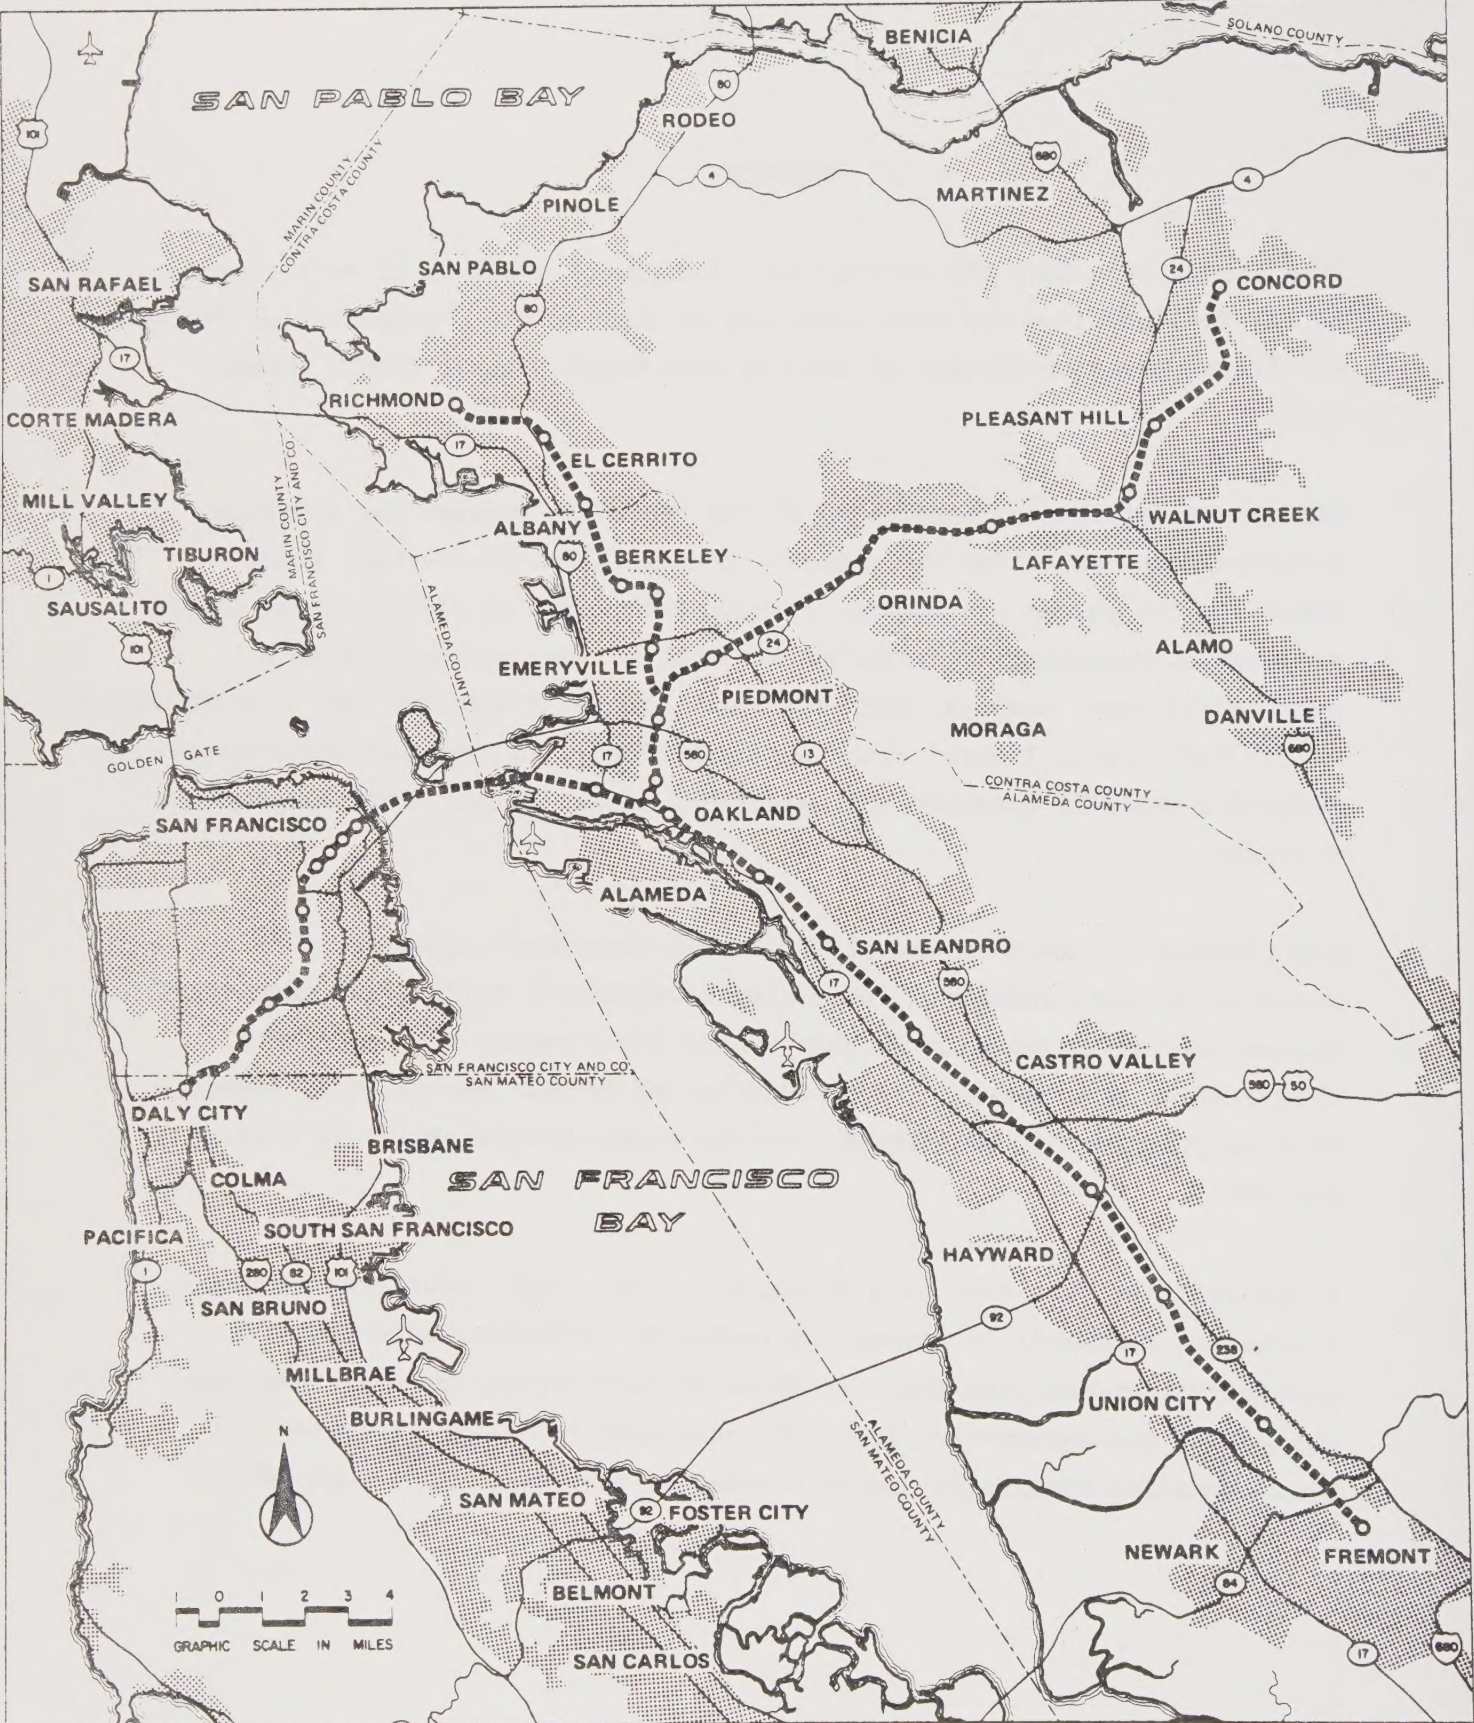 BENICIA
SOLANO COUNTY
SAN PABLO BAY
80
RODEO
101
MARIN COUNTY
CONTRA COSTA COUNTY
680
4
4
MARTINEZ
PINOLE
SAN PABLO
24
SAN RAFAEL
CONCORD
80
17
RICHMOND
CORTE MADERA
PLEASANT HILL
17
EL CERRITO
MILL VALLEY
MARIN COUNTY
SAN FRANCISCO CITY AND CO.
WALNUT CREEK
ALBANY
TIBURON
80
BERKELEY
LAFAYETTE
1
SAUSALITO
ALAMEDA COUNTY
ORINDA
101
24
ALAMO
EMERYVILLE
PIEDMONT
DANVILLE
MORAGA
680
GOLDEN GATE
17
580
13
CONTRA COSTA COUNTY
ALAMEDA COUNTY
SAN FRANCISCO
OAKLAND
ALAMEDA
SAN LEANDRO
17
580
SAN FRANCISCO CITY AND CO.
SAN MATEO COUNTY
CASTRO VALLEY
580
50
DALY CITY
BRISBANE
COLMA
SAN FRANCISCO
BAY
PACIFICA
SOUTH SAN FRANCISCO
HAYWARD
1
280
82
101
SAN BRUNO
92
17
238
MILLBRAE
UNION CITY
BURLINGAME
N
ALAMEDA COUNTY
SAN MATEO COUNTY
SAN MATEO
92
FOSTER CITY
NEWARK
FREMONT
84
BELMONT
1 0 1 2 3 4
GRAPHIC SCALE IN MILES
SAN CARLOS
17
680